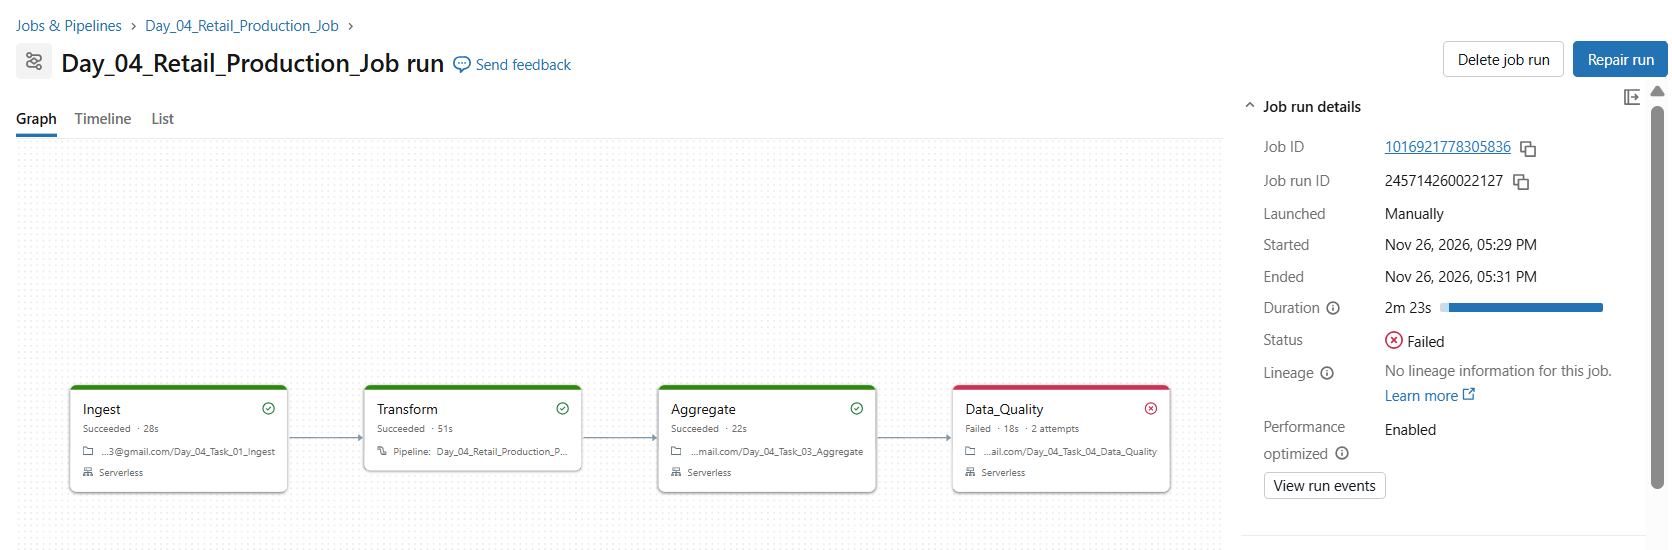 Jobs & Pipelines › Day_04_Retail_Production_Job ›
Day_04_Retail_Production_Job run Send feedback
Delete job run Repair run
Graph Timeline List
Job run details
Job ID 1016921778305836
Job run ID 245714260022127
Launched Manually
Started Nov 26, 2026, 05:29 PM
Ended Nov 26, 2026, 05:31 PM
Duration 2m 23s
Status Failed
Lineage No lineage information for this job.
Learn more
Performance optimized Enabled
View run events
Ingest
Succeeded · 28s
...3@gmail.com/Day_04_Task_01_Ingest
Serverless
Transform
Succeeded · 51s
Pipeline: Day_04_Retail_Production_P...
Aggregate
Succeeded · 22s
...mail.com/Day_04_Task_03_Aggregate
Serverless
Data_Quality
Failed · 18s · 2 attempts
...ail.com/Day_04_Task_04_Data_Quality
Serverless